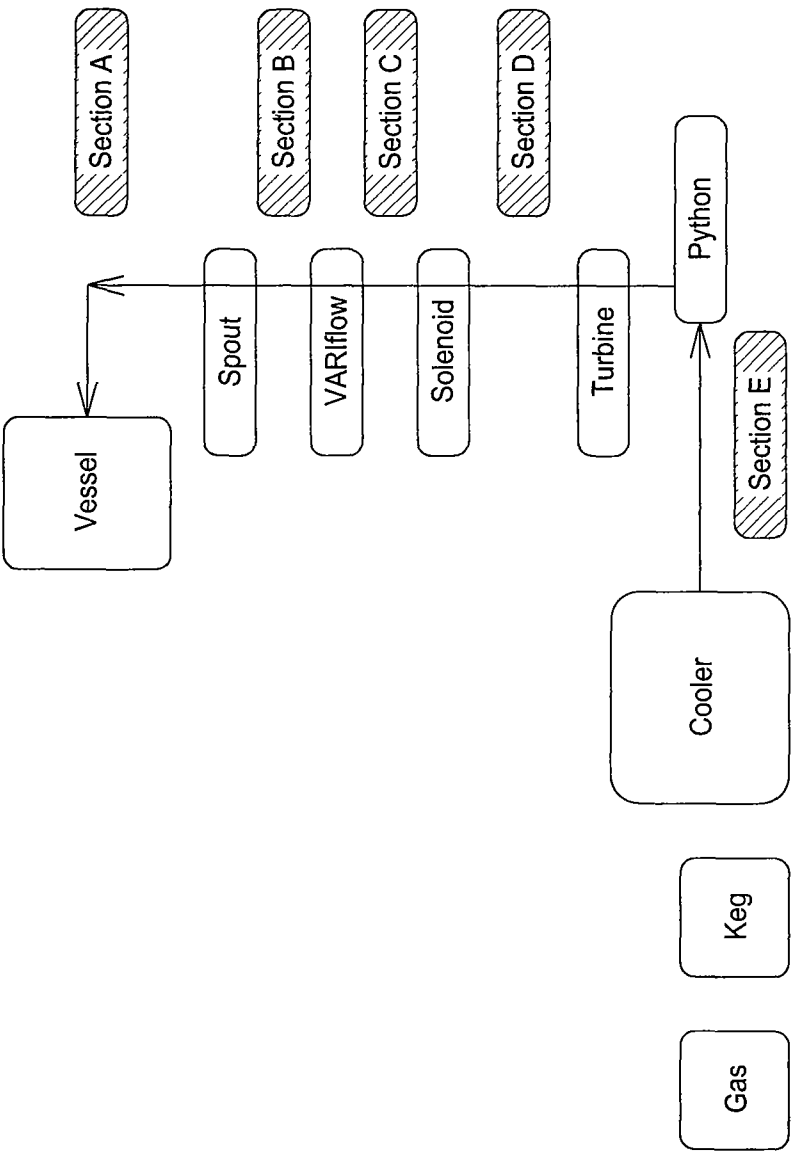 Section A
Section B
Section C
Section D
Vessel
Spout
VARIflow
Solenoid
Turbine
Python
Section E
Cooler
Keg
Gas